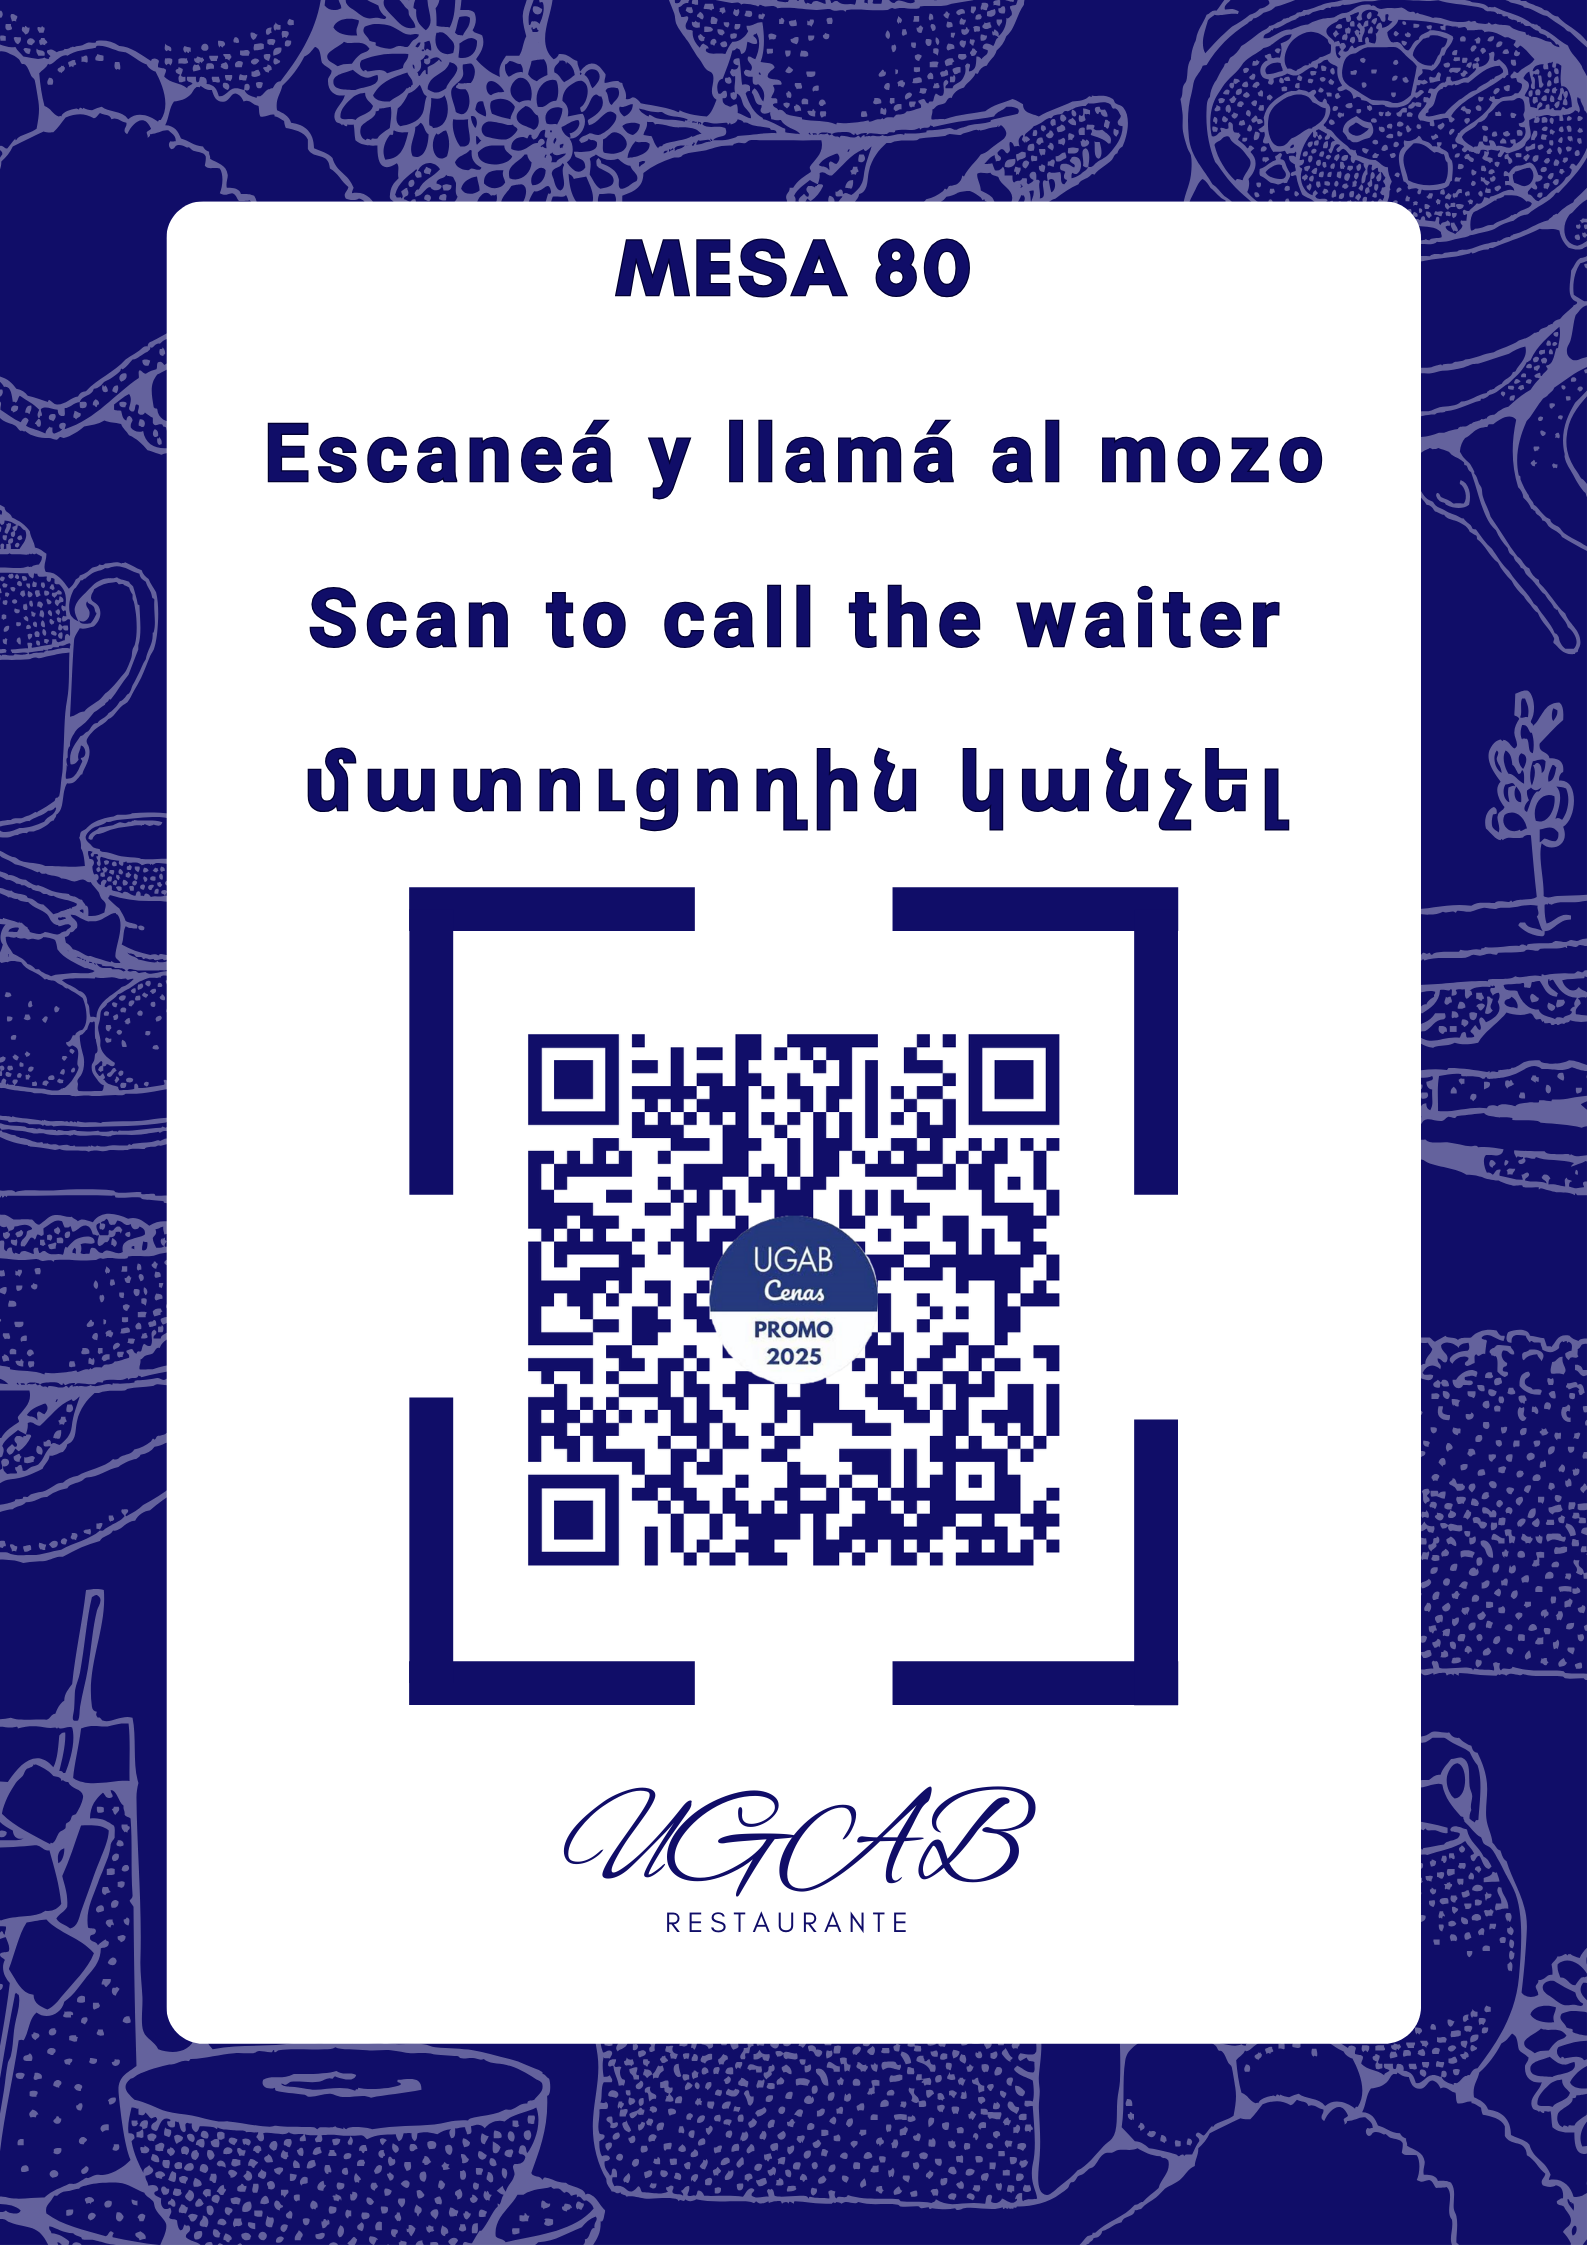 MESA 80
Escaneá y llamá al mozo
Scan to call the waiter
մատուցողին կանչել
UGAB
Cenas
PROMO
2025
UGAB
RESTAURANTE